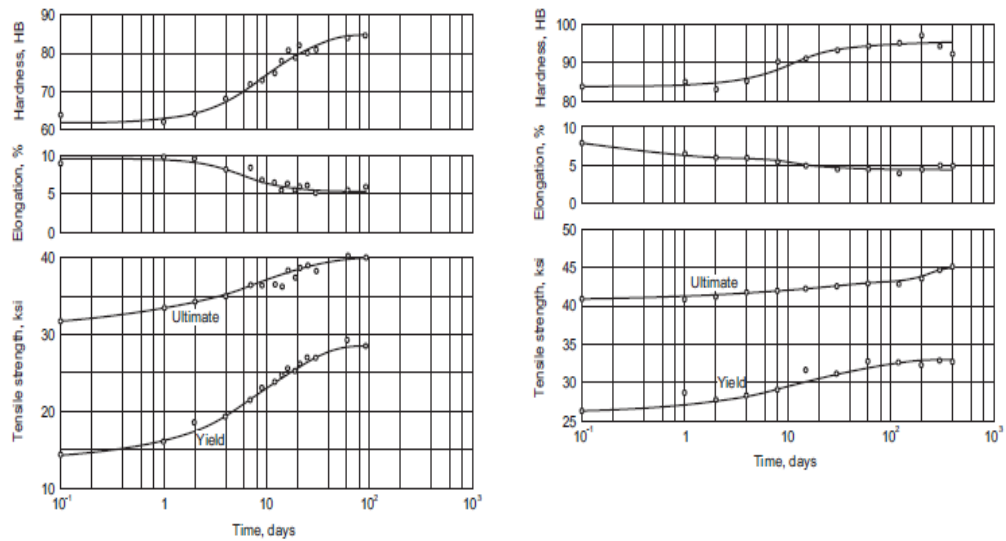 Hardness, HB
90
80
70
60
Elongation, %
10
5
0
Tensile strength, ksi
40
30
20
10
Ultimate
Yield
10-1
1
10
10²
10³
Time, days
Hardness, HB
100
90
80
Elongation, %
10
5
0
Tensile strength, ksi
50
45
40
35
30
25
Ultimate
Yield
10-1
1
10
10²
10³
Time, days